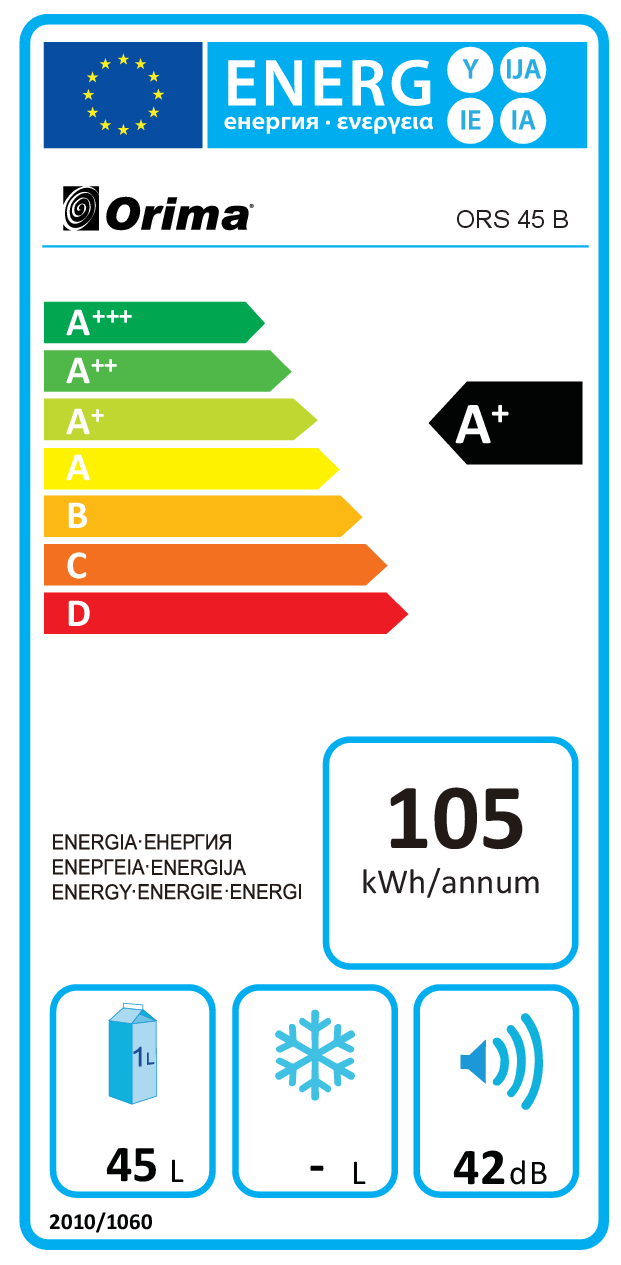 ENERG Y IJA
енергия · ενεργεια IE IA
Orima® ORS 45 B
A+++
A++
A+
A+
A
B
C
D
105
kWh/annum
ENERGIA·ЕНЕРГИЯ
ΕΝΕΡΓΕΙΑ·ENERGIJA
ENERGY·ENERGIE·ENERGI
1L
45 L
- L
42 dB
2010/1060